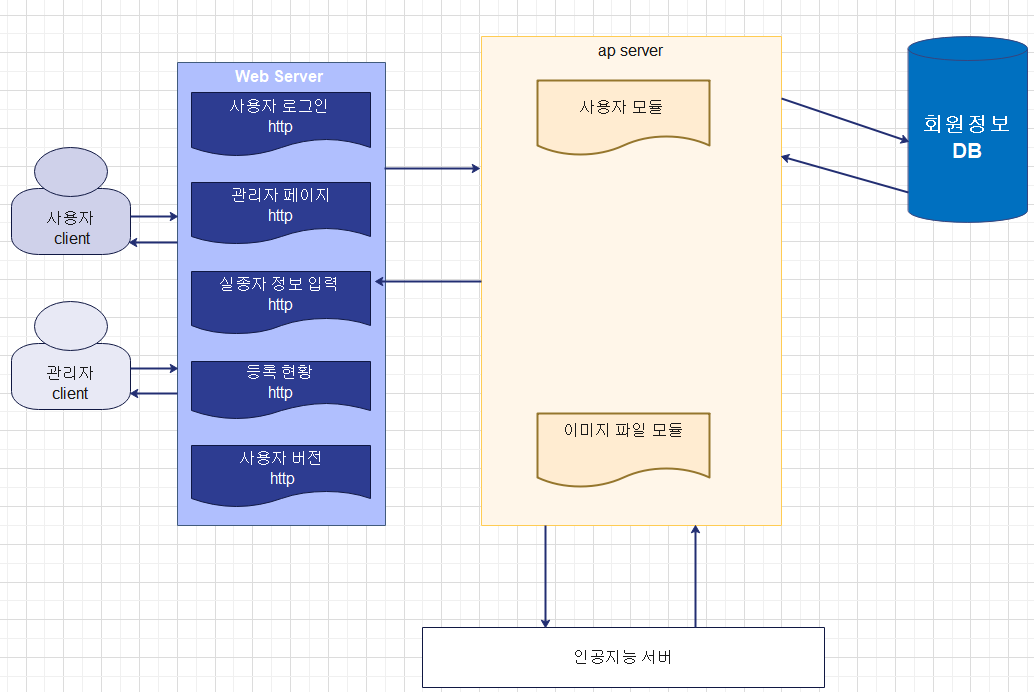 사용자
client
관리자
client
Web Server
사용자 로그인
http
관리자 페이지
http
실종자 정보 입력
http
등록 현황
http
사용자 버전
http
ap server
사용자 모듈
이미지 파일 모듈
회원정보
DB
인공지능 서버